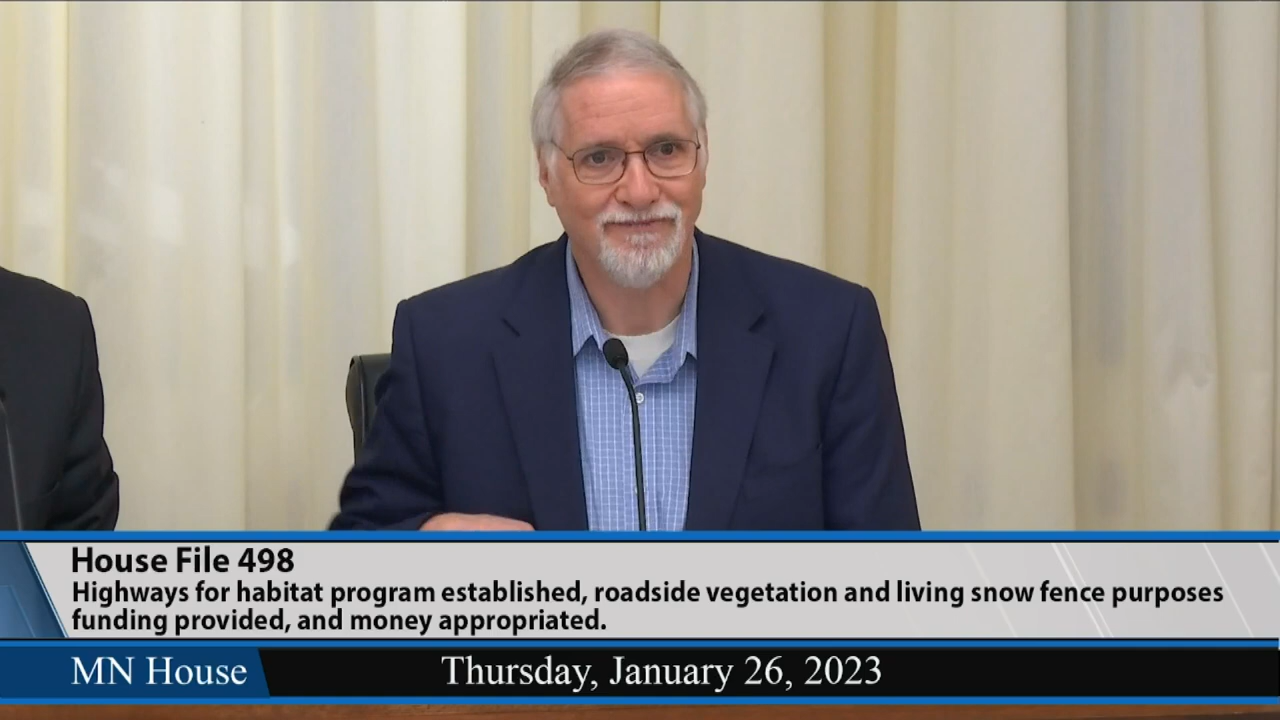 House File 498
Highways for habitat program established, roadside vegetation and living snow fence purposes
funding provided, and money appropriated.
MN House
Thursday, January 26, 2023